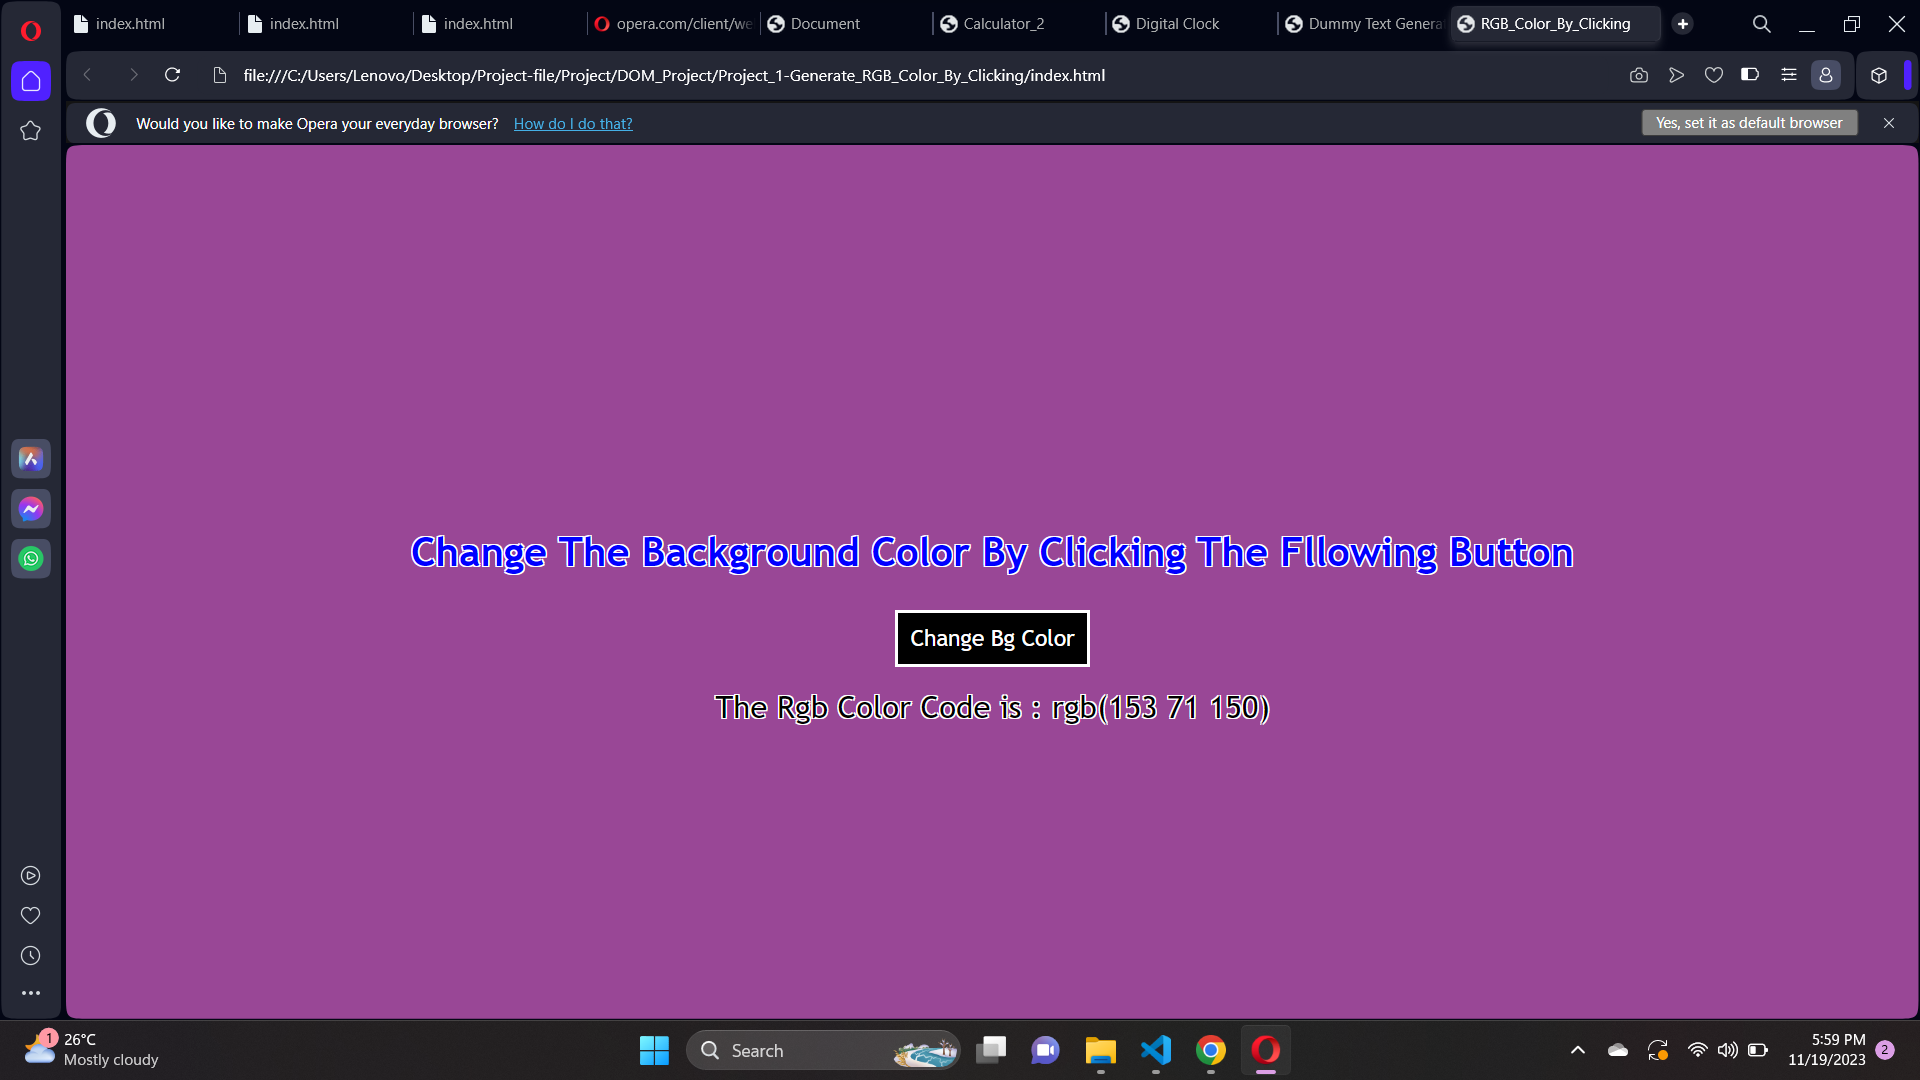 index.html
index.html
index.html
opera.com/client/we
Document
Calculator_2
Digital Clock
Dummy Text Genera
RGB_Color_By_Clicking
file:///C:/Users/Lenovo/Desktop/Project-file/Project/DOM_Project/Project_1-Generate_RGB_Color_By_Clicking/index.html
Would you like to make Opera your everyday browser? How do I do that?
Yes, set it as default browser
Change The Background Color By Clicking The Fllowing Button
Change Bg Color
The Rgb Color Code is : rgb(153 71 150)
1
26°C
Mostly cloudy
Search
5:59 PM
11/19/2023
2